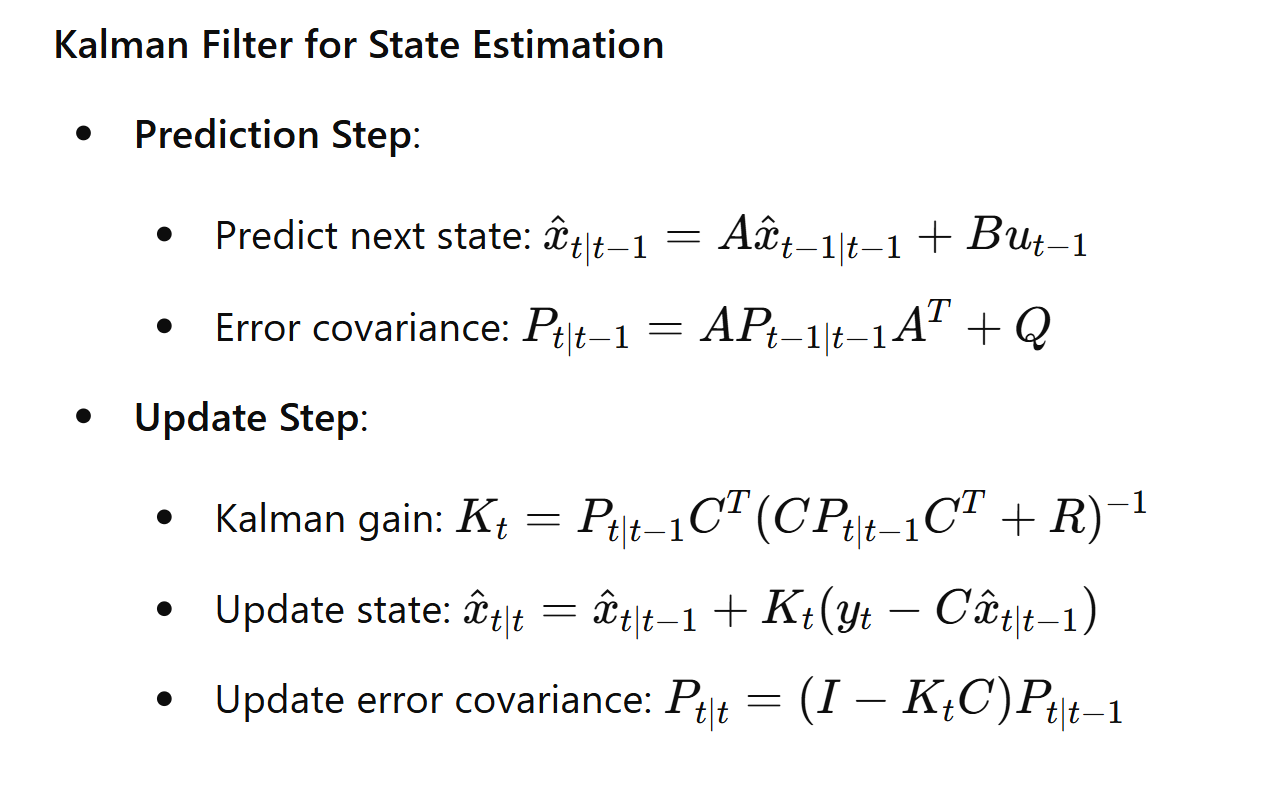 Kalman Filter for State Estimation
• Prediction Step:
• Predict next state: $\hat{x}_{t|t-1} = A\hat{x}_{t-1|t-1} + Bu_{t-1}$
• Error covariance: $P_{t|t-1} = AP_{t-1|t-1}A^T + Q$
• Update Step:
• Kalman gain: $K_t = P_{t|t-1}C^T(CP_{t|t-1}C^T + R)^{-1}$
• Update state: $\hat{x}_{t|t} = \hat{x}_{t|t-1} + K_t(y_t - C\hat{x}_{t|t-1})$
• Update error covariance: $P_{t|t} = (I - K_tC)P_{t|t-1}$